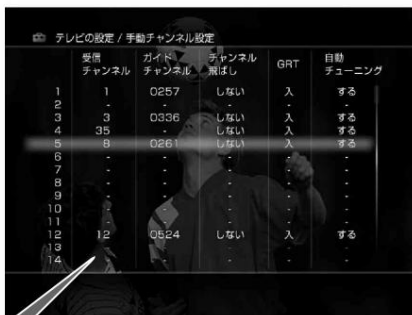 テレビの設定 / 手動チャンネル設定
受信チャンネル ガイドチャンネル チャンネル飛ばし GRT 自動チューニング
1 1 0257 しない 入 する
2 - - - - -
3 3 0336 しない 入 する
4 35 - しない 入 する
5 8 0261 しない 入 する
6 - - - - -
7 - - - - -
8 - - - - -
9 - - - - -
10 - - - - -
11 - - - - -
12 12 0524 しない 入 する
13 - - - - -
14 - - - - -